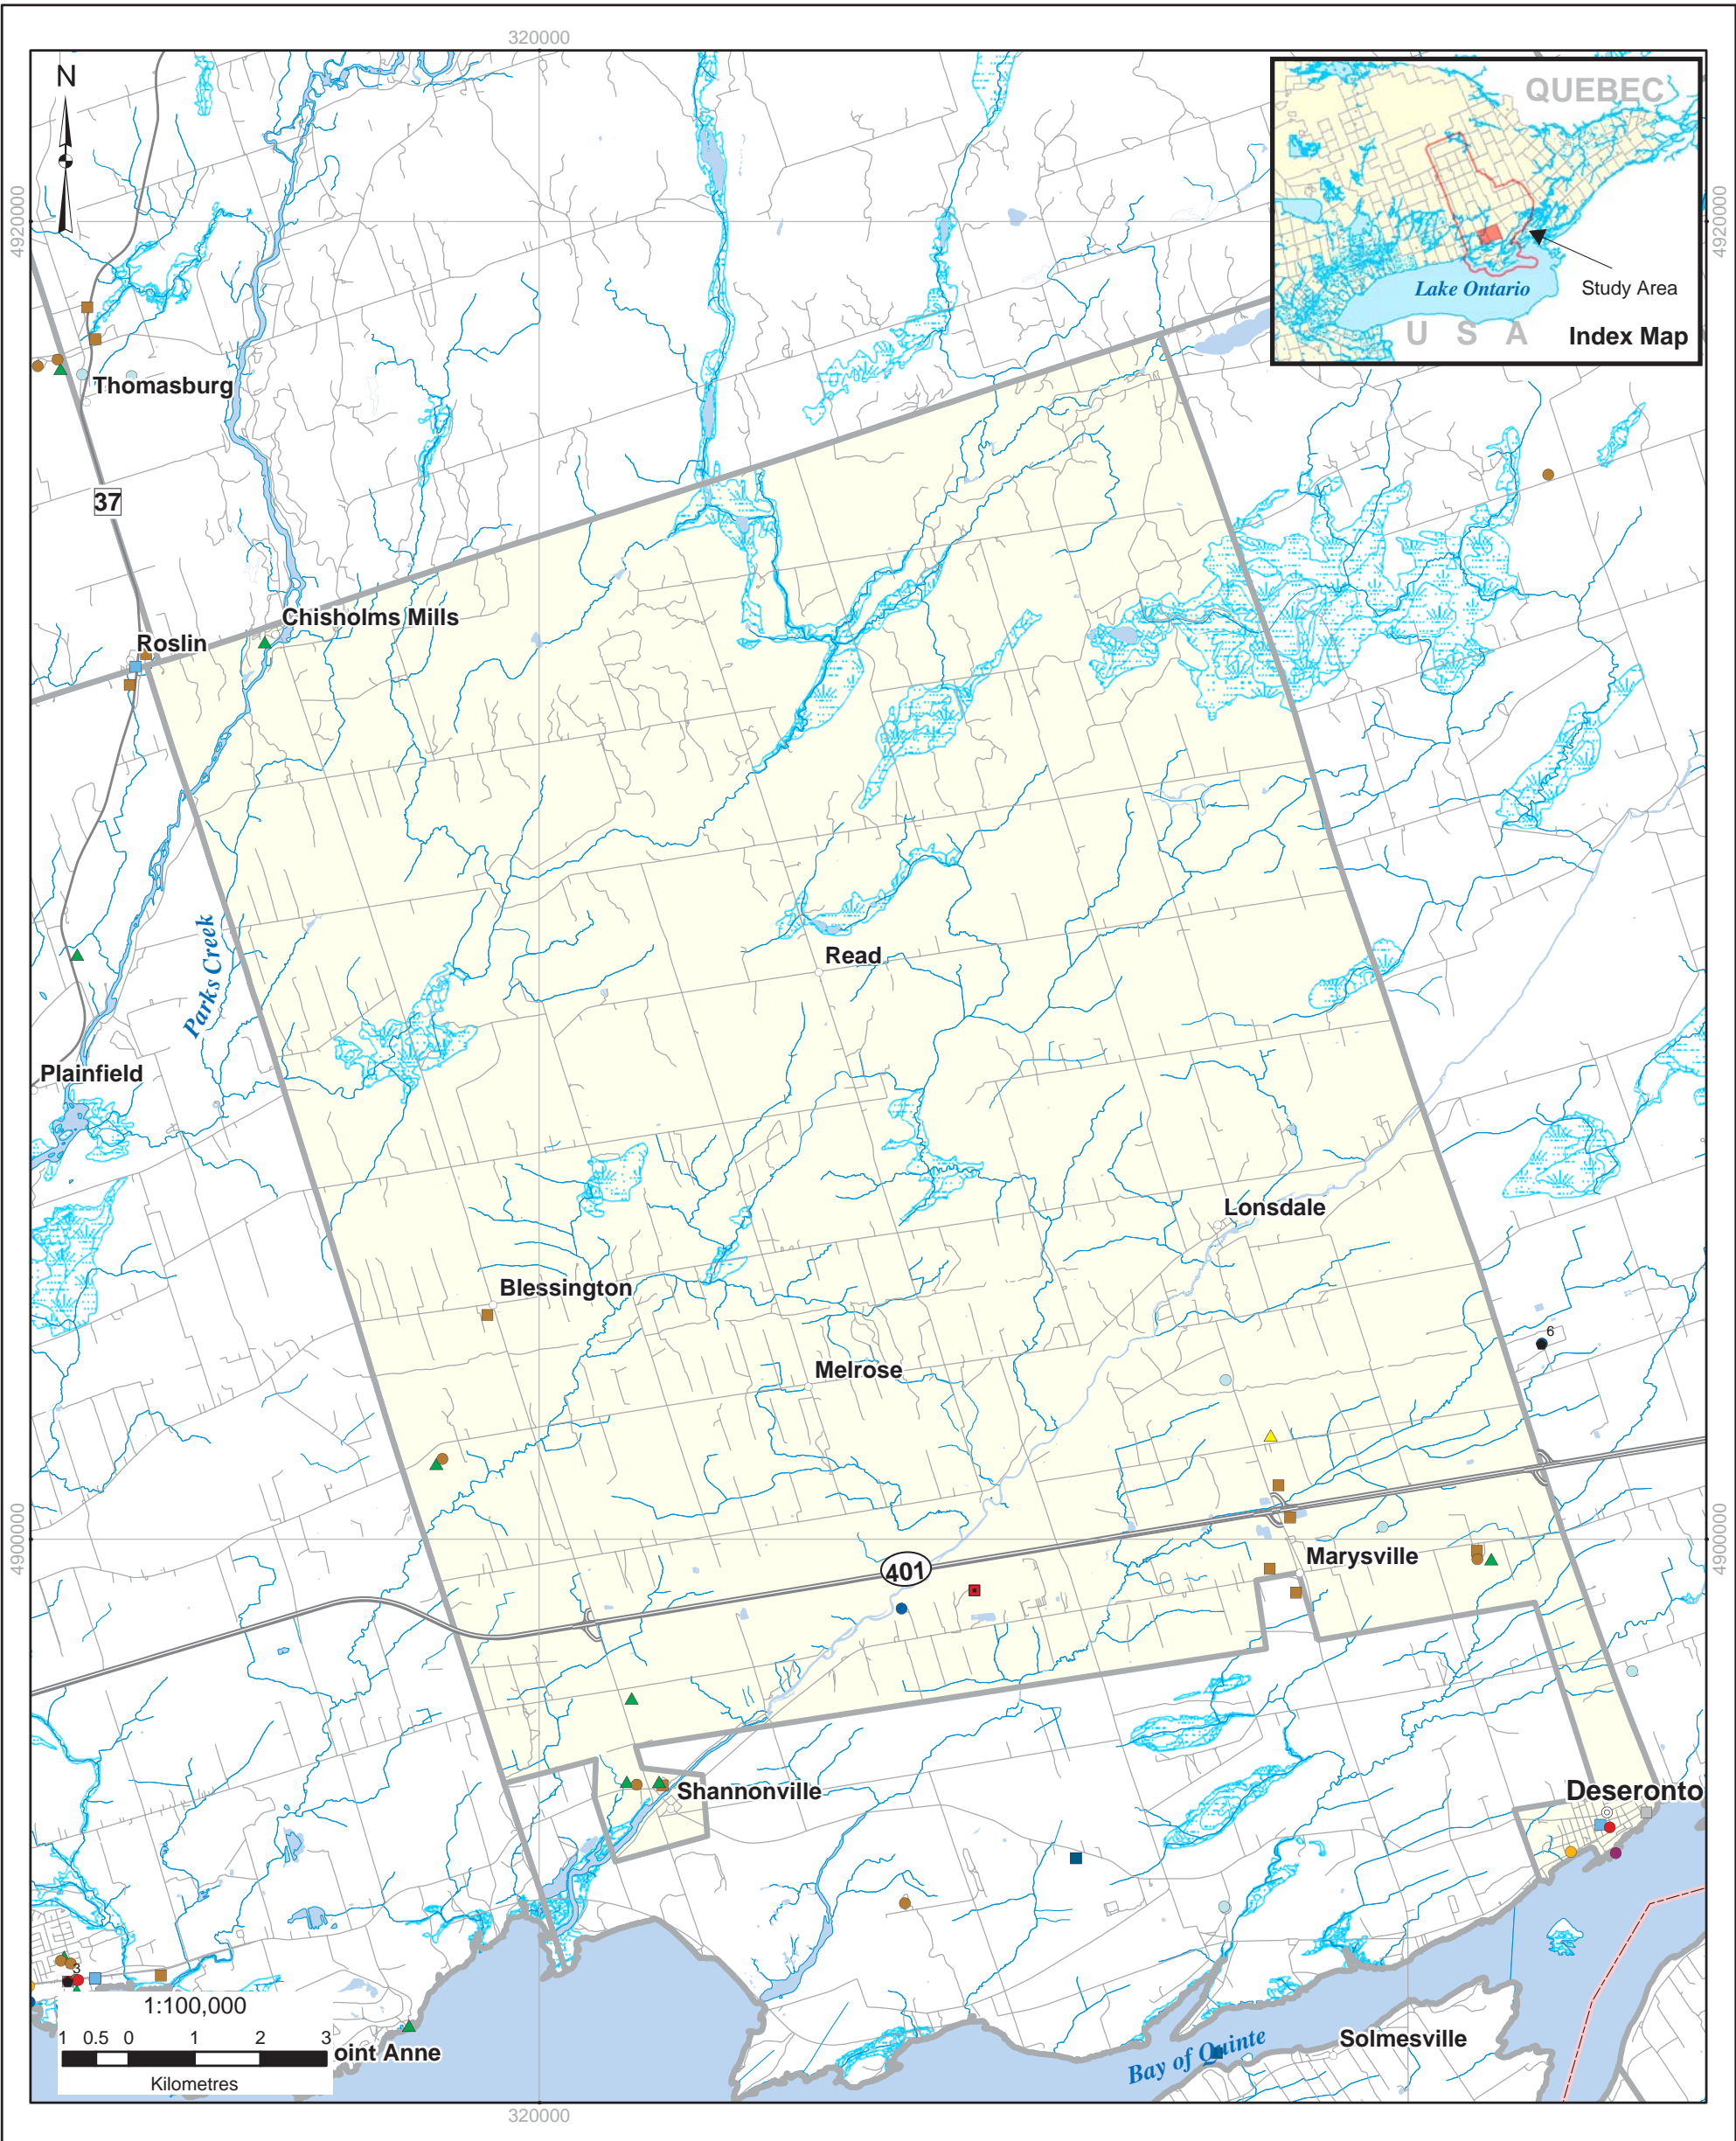 320000
N
QUEBEC
4920000
4920000
Lake Ontario
Study Area
U S A
Index Map
Thomasburg
37
Chisholms Mills
Roslin
Parks Creek
Read
Plainfield
Lonsdale
Blessington
6
Melrose
4900000
4900000
Marysville
401
Shannonville
Deseronto
3
1:100,000
1 0.5 0 1 2 3
Kilometres
oint Anne
Bay of Quinte
Solmesville
320000